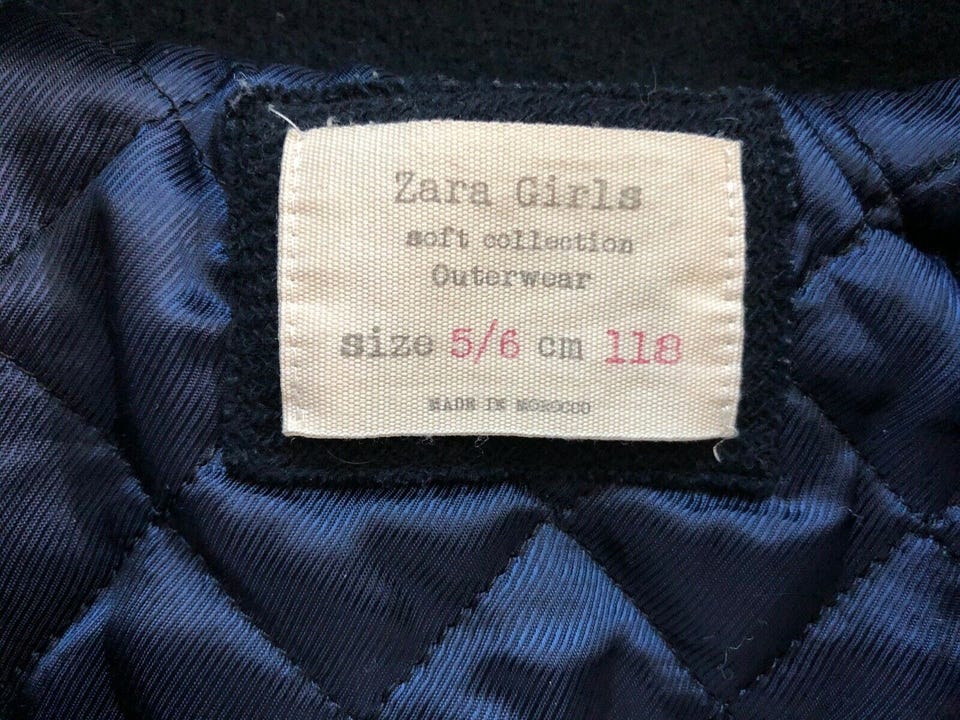 Zara Girls
soft collection
Outerwear
size 5/6 cm 118
MADE IN MOROCCO